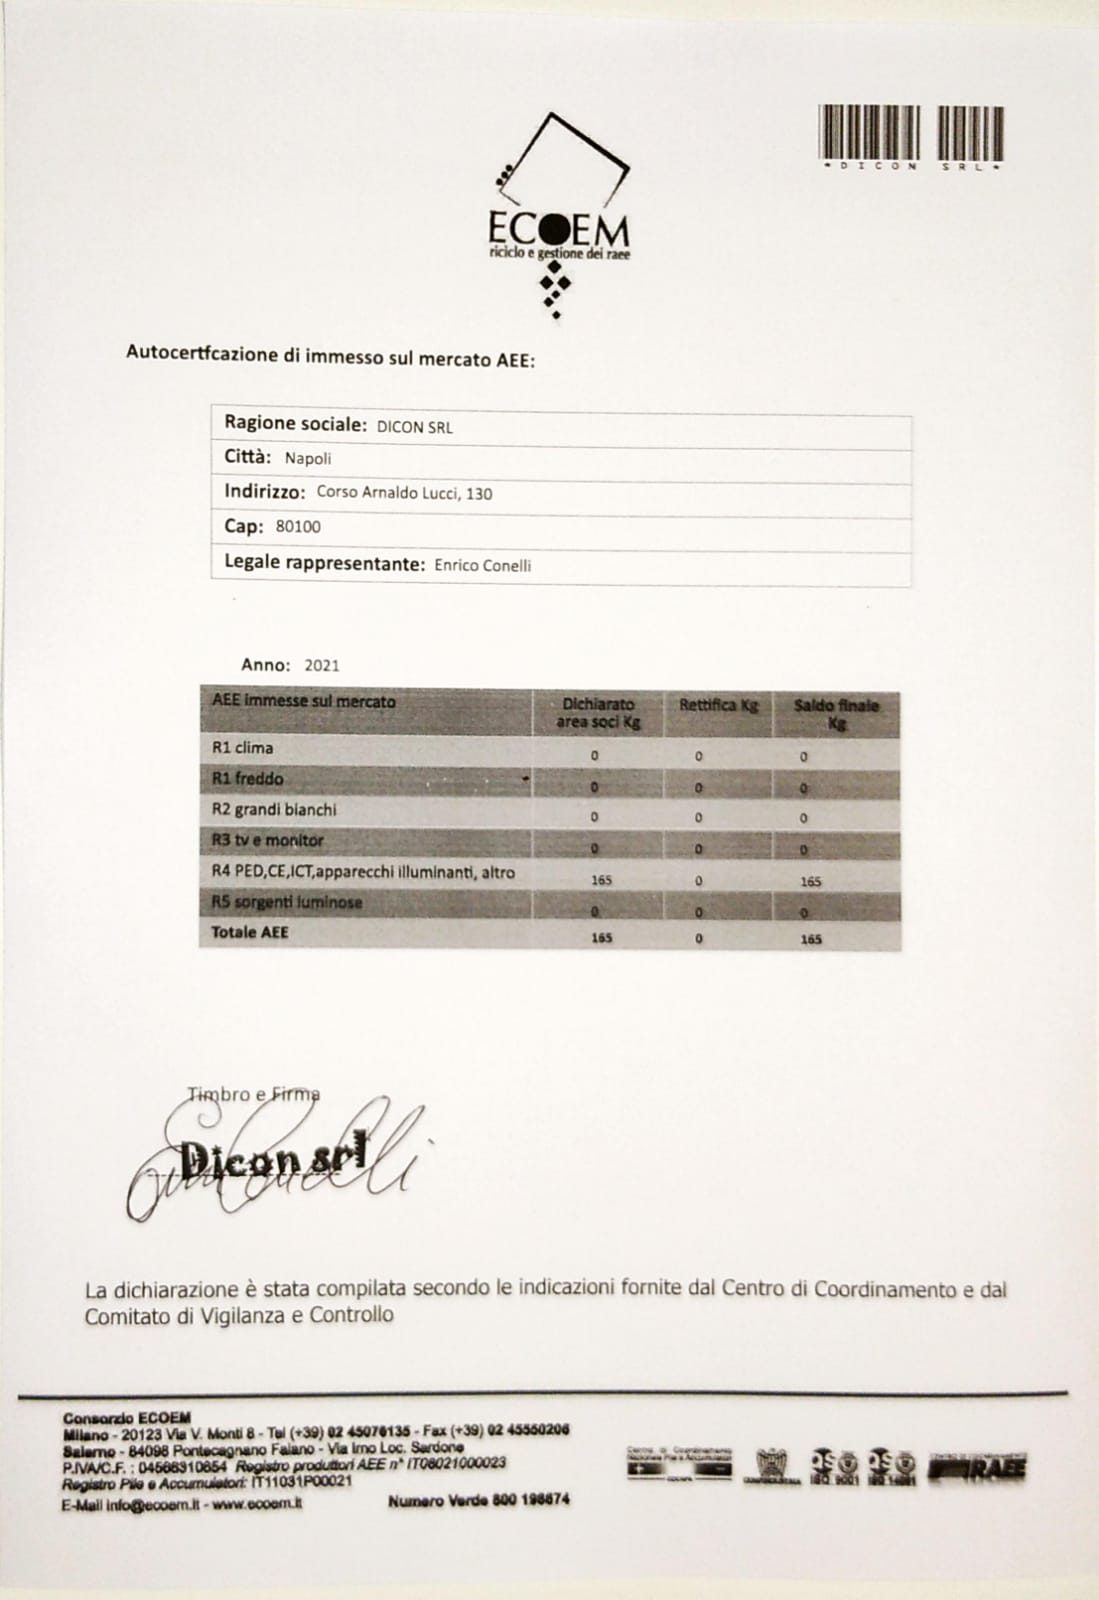 *DICON SRL*
ECOEM
riciclo e gestione dei raee
Autocertfcazione di immesso sul mercato AEE:
Ragione sociale: DICON SRL
Città: Napoli
Indirizzo: Corso Arnaldo Lucci, 130
Cap: 80100
Legale rappresentante: Enrico Conelli
Anno: 2021
AEE immesse sul mercato Dichiarato area soci Kg Rettifica Kg Saldo finale Kg
R1 clima 0 0 0
R1 freddo 0 0 0
R2 grandi bianchi 0 0 0
R3 tv e monitor 0 0 0
R4 PED,CE,ICT,apparecchi illuminanti, altro 165 0 165
R5 sorgenti luminose 0 0 0
Totale AEE 165 0 165
Timbro e Firma
Dicon srl
La dichiarazione è stata compilata secondo le indicazioni fornite dal Centro di Coordinamento e dal
Comitato di Vigilanza e Controllo
Consorzio ECOEM
Milano - 20123 Via V. Monti 8 - Tel (+39) 02 45076135 - Fax (+39) 02 45550206
Salerno - 84098 Pontecagnano Faiano - Via Irno Loc. Sardone
P.IVA/C.F. : 04568310654 Registro produttori AEE n° IT08021000023
Registro Pile e Accumulatori: IT11031P00021
E-Mail info@ecoem.it - www.ecoem.it Numero Verde 800 198674
ISO 9001 ISO 14001 RAEE